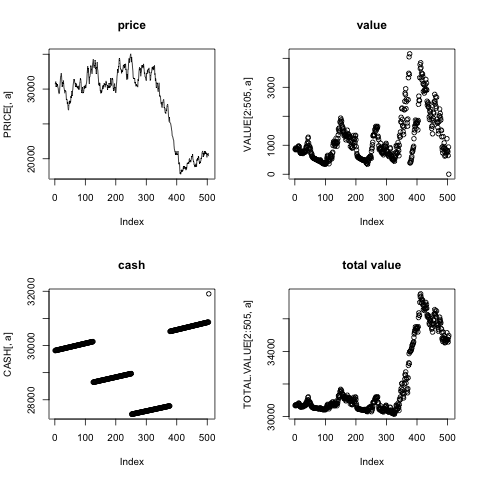 price
PRICE[, a]
20000 30000
0 100 200 300 400 500
Index
value
VALUE[2:505, a]
0 1000 3000
0 100 200 300 400 500
Index
cash
CASH[, a]
28000 30000 32000
0 100 200 300 400 500
Index
total value
TOTAL.VALUE[2:505, a]
30000 34000
0 100 200 300 400 500
Index